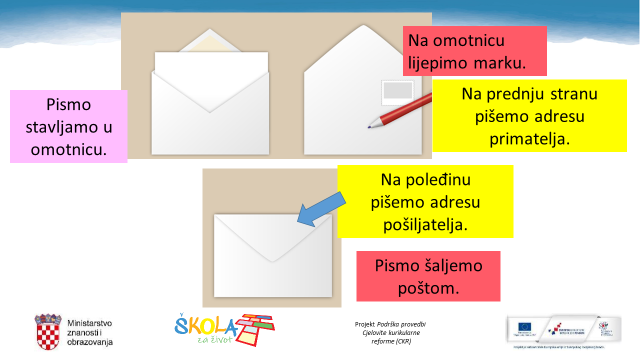 Na omotnicu
lijepimo marku.
Pismo
stavljamo u
omotnicu.
Na prednju stranu
pišemo adresu
primatelja.
Na poleđinu
pišemo adresu
pošiljatelja.
Pismo šaljemo
poštom.
Ministarstvo
znanosti i
obrazovanja
ŠKOLA
za život
Projekt Podrška provedbi
Cjelovite kurikularne
reforme (CKR)